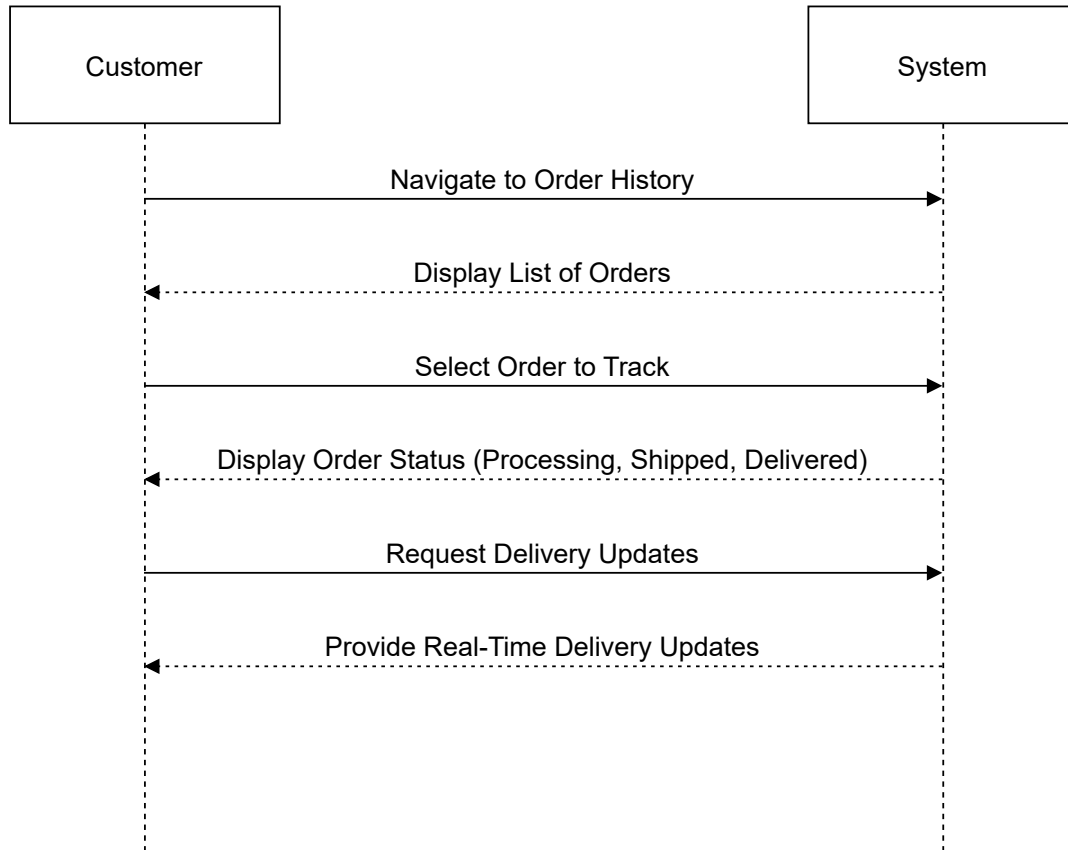 Customer
System
Navigate to Order History
Display List of Orders
Select Order to Track
Display Order Status (Processing, Shipped, Delivered)
Request Delivery Updates
Provide Real-Time Delivery Updates